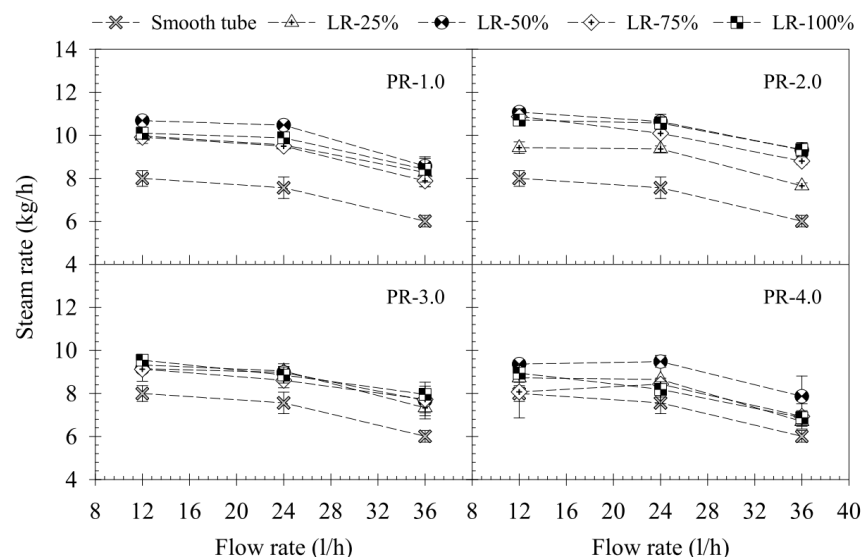 Smooth tube LR-25% LR-50% LR-75% LR-100%
14
12
10
8
6
4
PR-1.0
PR-2.0
Steam rate (kg/h)
10
8
6
4
PR-3.0
PR-4.0
8 12 16 20 24 28 32 36 8 12 16 20 24 28 32 36 40
Flow rate (l/h) Flow rate (l/h)